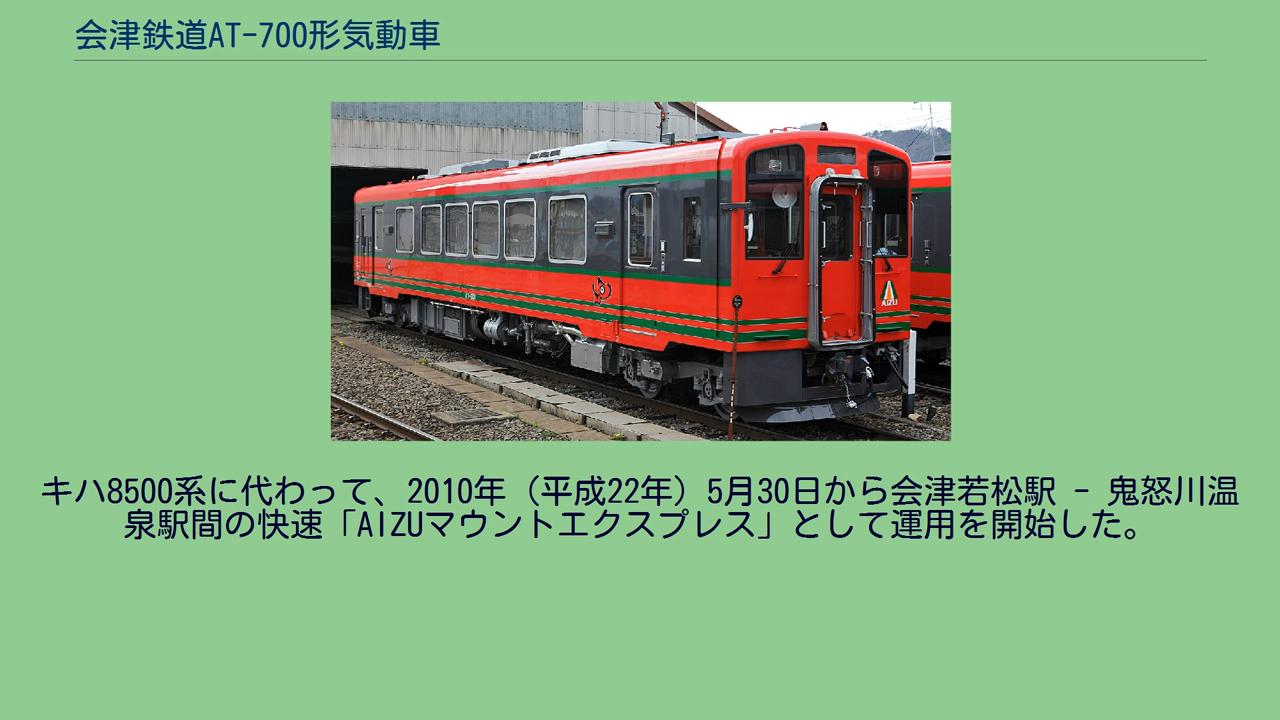 会津鉄道AT-700形気動車
AIZU
キハ8500系に代わって、2010年（平成22年）5月30日から会津若松駅 - 鬼怒川温
泉駅間の快速「AIZUマウントエクスプレス」として運用を開始した。